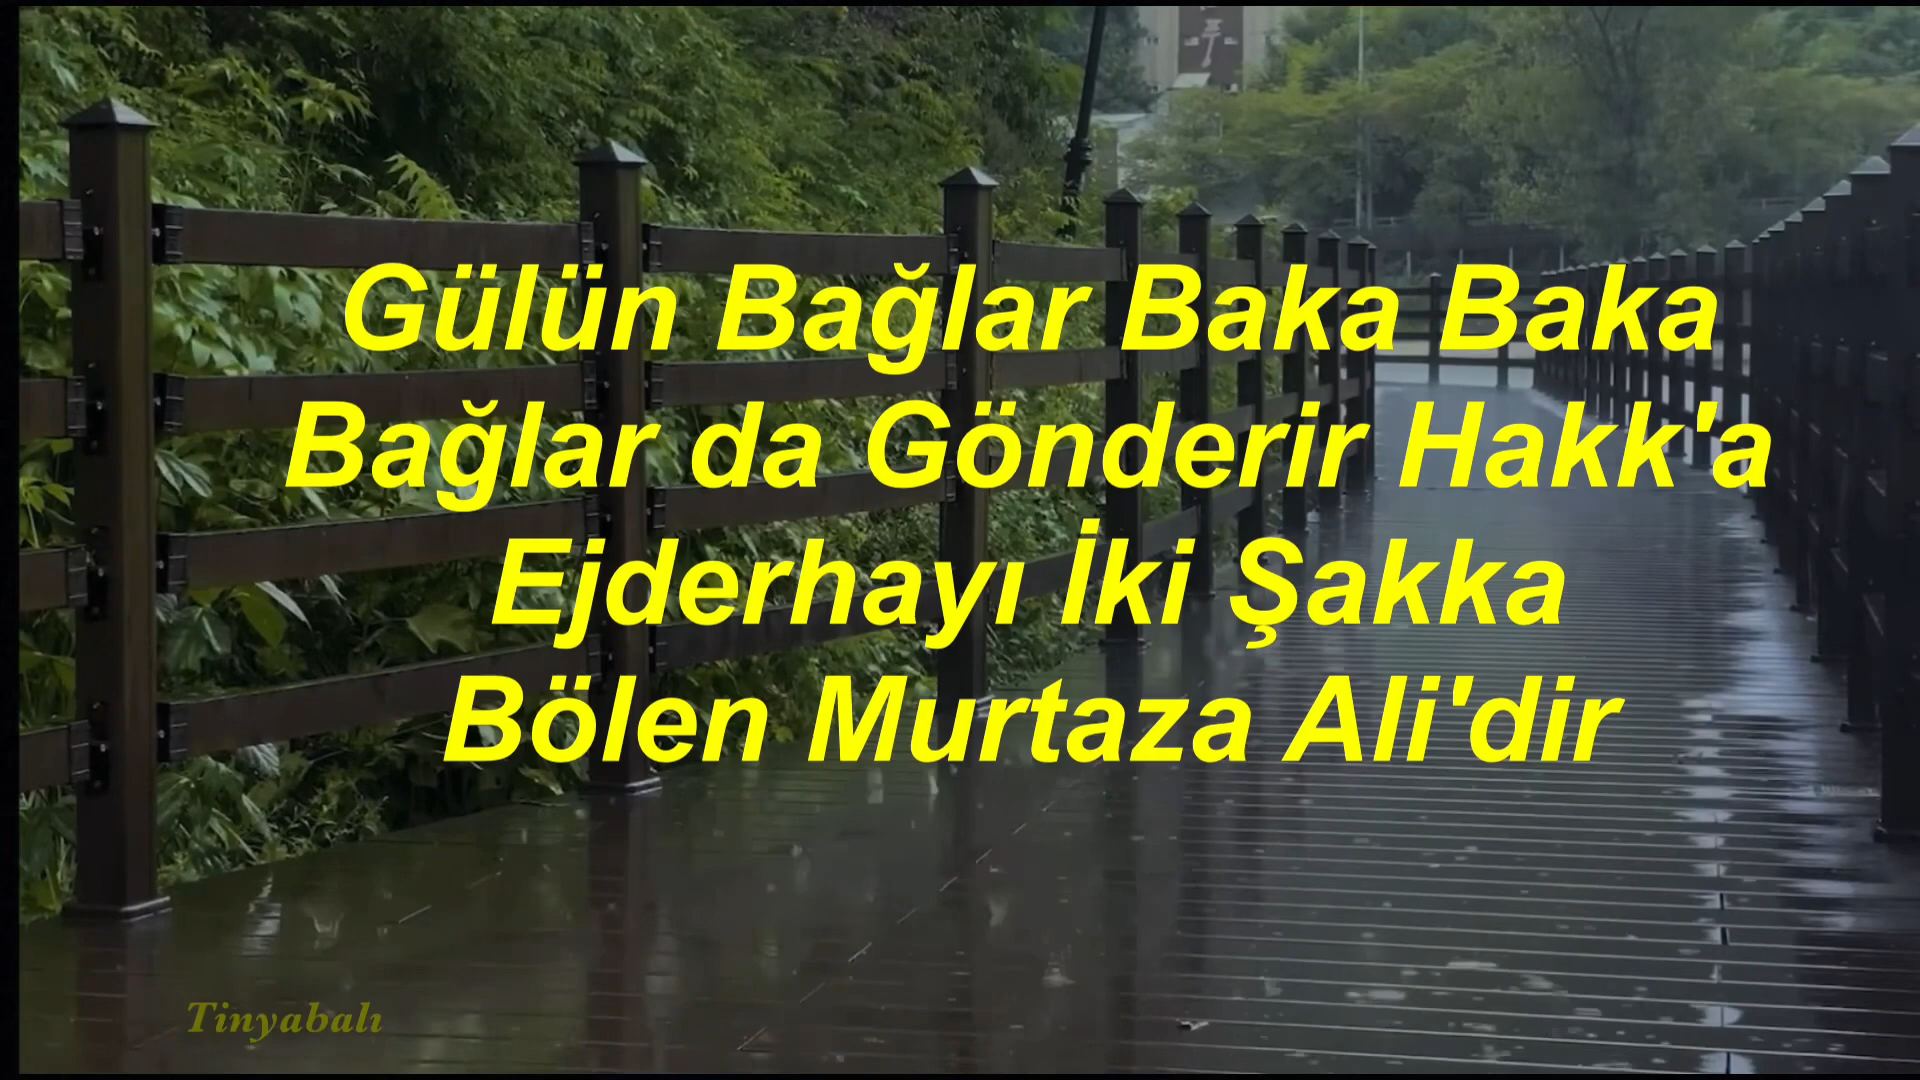 Gülün Bağlar Baka Baka
Bağlar da Gönderir Hakk'a
Ejderhayı İki Şakka
Bölen Murtaza Ali'dir
Tinyabalı